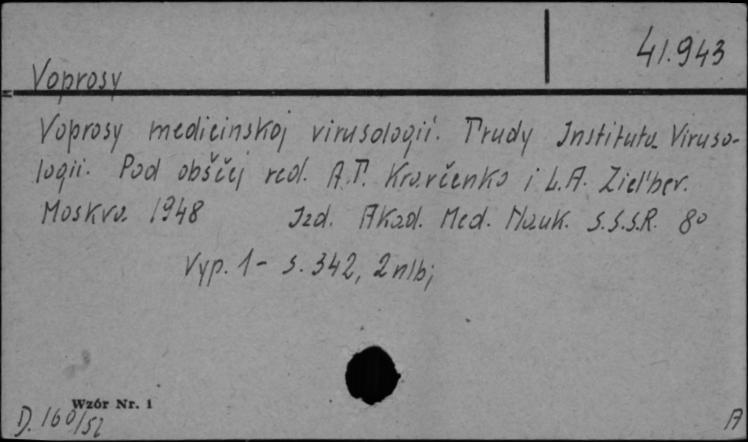 41.943
Voprosy
Voprosy medicinskoj virusologii. Trudy Instituta Viruso-
logii. Pod obščej red. A.T. Kravčenko i L.A. Ziel'ber.
Moskva 1948 Izd. Akad. Med. Nauk. S.S.S.R. 8o
Vyp. 1- s. 342, 2 nlb;
Wzór Nr. 1
D. 160/52
A